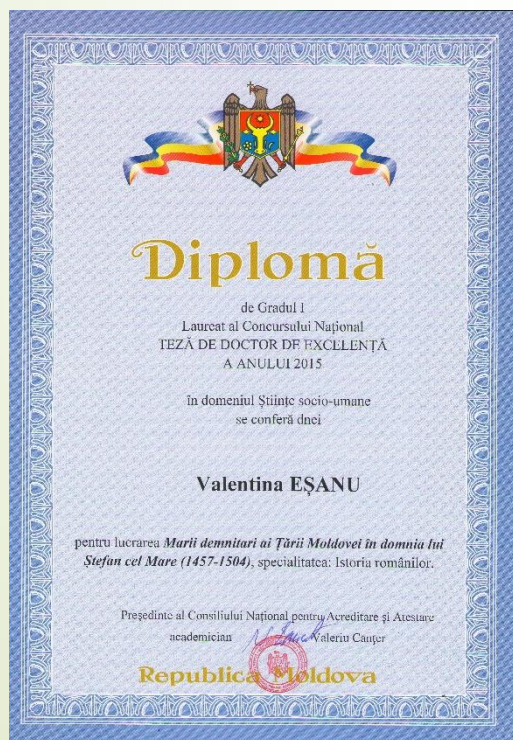 Diplomă
de Gradul I
Laureat al Concursului Național
TEZĂ DE DOCTOR DE EXCELENȚĂ
A ANULUI 2015
în domeniul Științe socio-umane
se conferă dnei
Valentina EȘANU
pentru lucrarea Marii demnitari ai Țării Moldovei în domnia lui
Ștefan cel Mare (1457-1504), specialitatea: Istoria românilor.
Președinte al Consiliului Național pentru Acreditare și Atestare
academician Valeriu Canțer
Republica Moldova